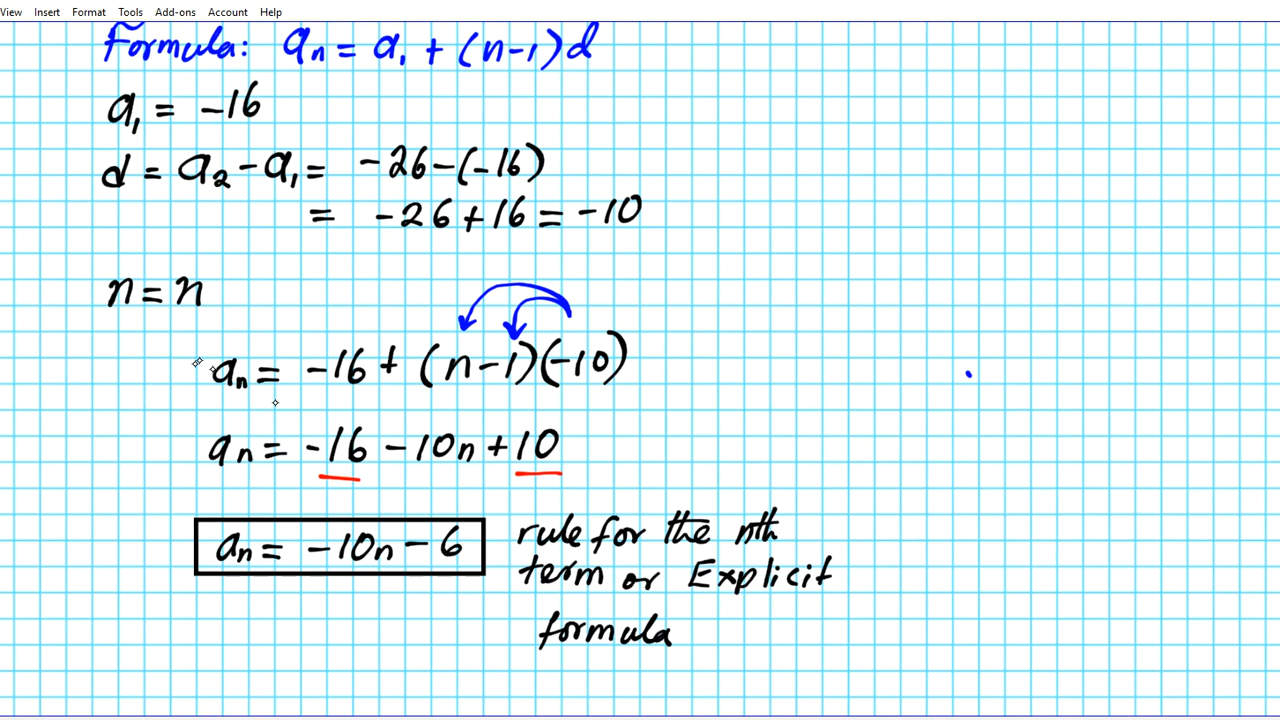 View Insert Format Tools Add-ons Account Help
Formula: aₙ = a₁ + (n-1)d
a₁ = -16
d = a₂ - a₁ = -26-(-16)
= -26+16 = -10
n = n
aₙ = -16 + (n-1)(-10)
aₙ = -16 -10n +10
aₙ = -10n - 6
rule for the nth
term or Explicit
formula